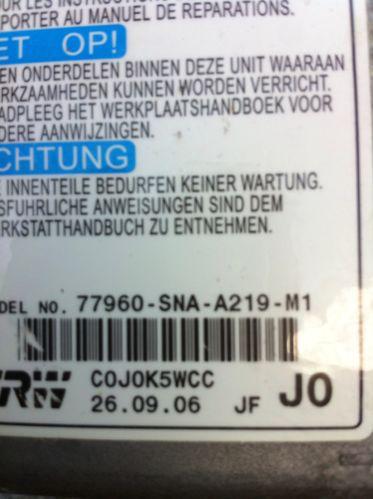 PORTER AU MANUEL DE REPARATIONS.
ET OP!
EN ONDERDELEN BINNEN DEZE UNIT WAARAAN
RKZAAMHEDEN KUNNEN WORDEN VERRICHT.
ADPLEEG HET WERKPLAATSHANDBOEK VOOR
DERE AANWIJZINGEN.
CHTUNG
E INNENTEILE BEDURFEN KEINER WARTUNG.
SFUHRLICHE ANWEISUNGEN SIND DEM
RKSTATTHANDBUCH ZU ENTNEHMEN.
DEL NO. 77960-SNA-A219-M1
TRW C0J0K5WCC
26.09.06 JF J0